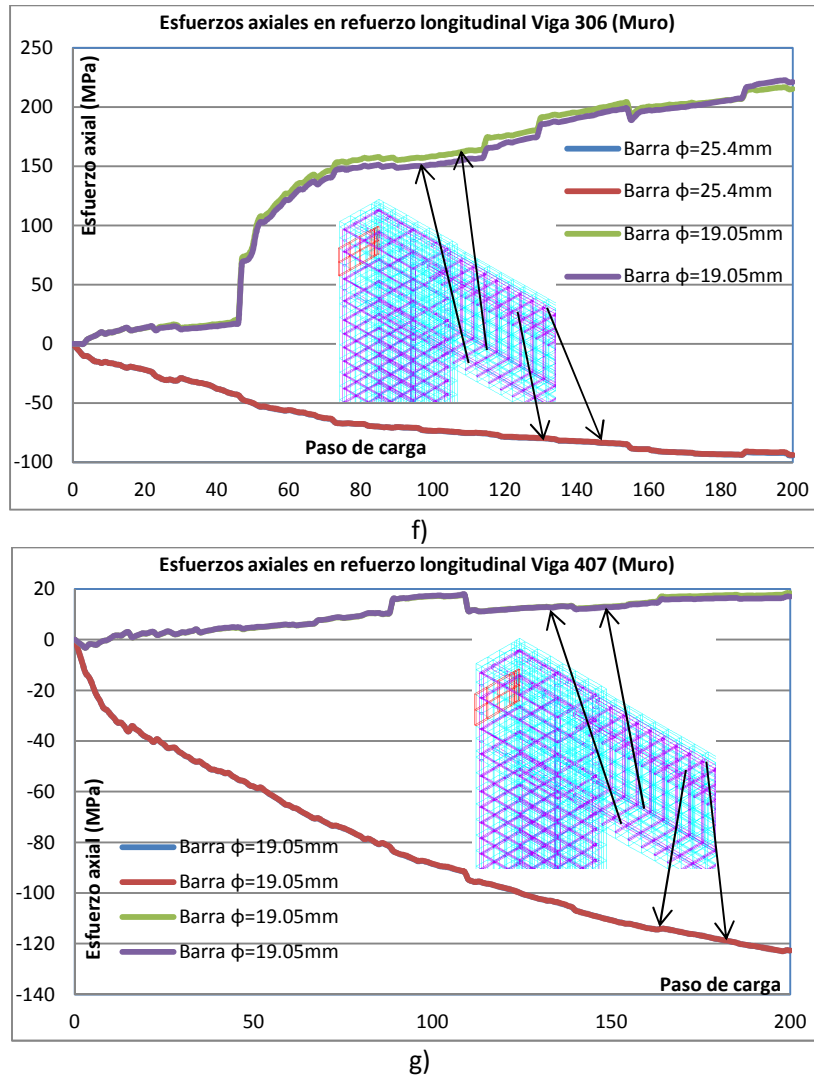 Esfuerzos axiales en refuerzo longitudinal Viga 306 (Muro)
Esfuerzo axial (MPa)
250
200
150
100
50
0
-50
-100
Barra ϕ=25.4mm
Barra ϕ=25.4mm
Barra ϕ=19.05mm
Barra ϕ=19.05mm
Paso de carga
0 20 40 60 80 100 120 140 160 180 200
f)
Esfuerzos axiales en refuerzo longitudinal Viga 407 (Muro)
20
0
-20
-40
-60
-80
-100
-120
-140
Esfuerzo axial (MPa)
Barra ϕ=19.05mm
Barra ϕ=19.05mm
Barra ϕ=19.05mm
Barra ϕ=19.05mm
Paso de carga
0 50 100 150 200
g)